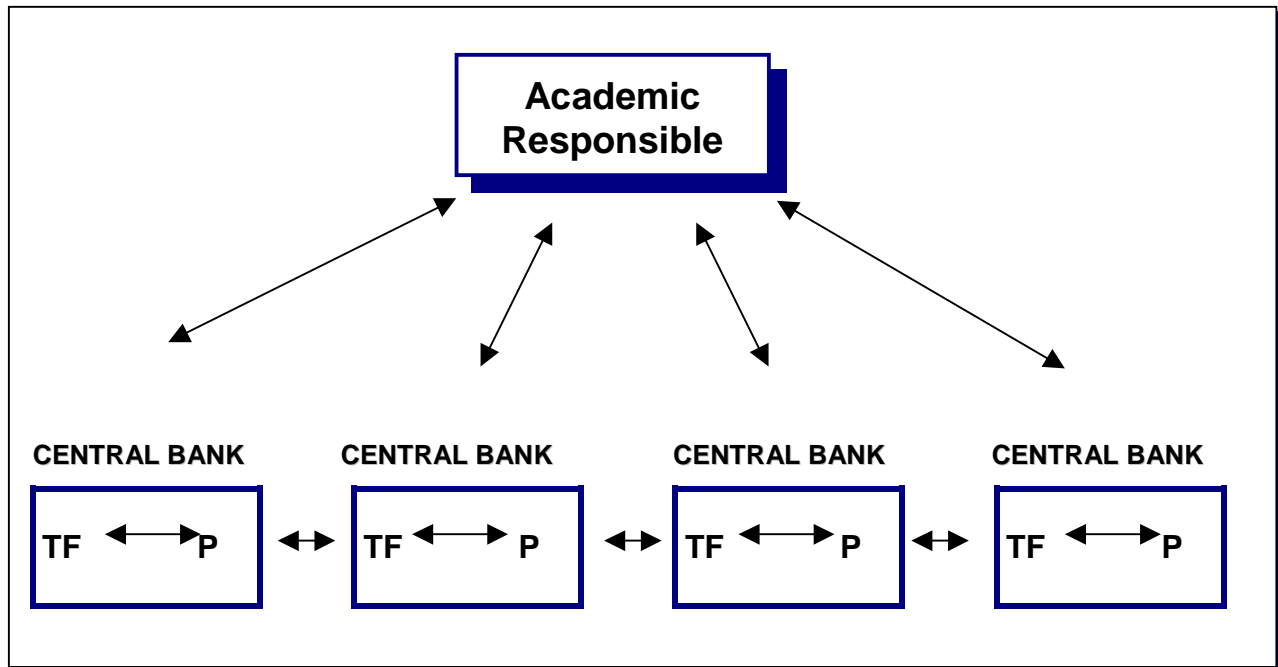 Academic
Responsible
CENTRAL BANK CENTRAL BANK CENTRAL BANK CENTRAL BANK
TF P TF P TF P TF P